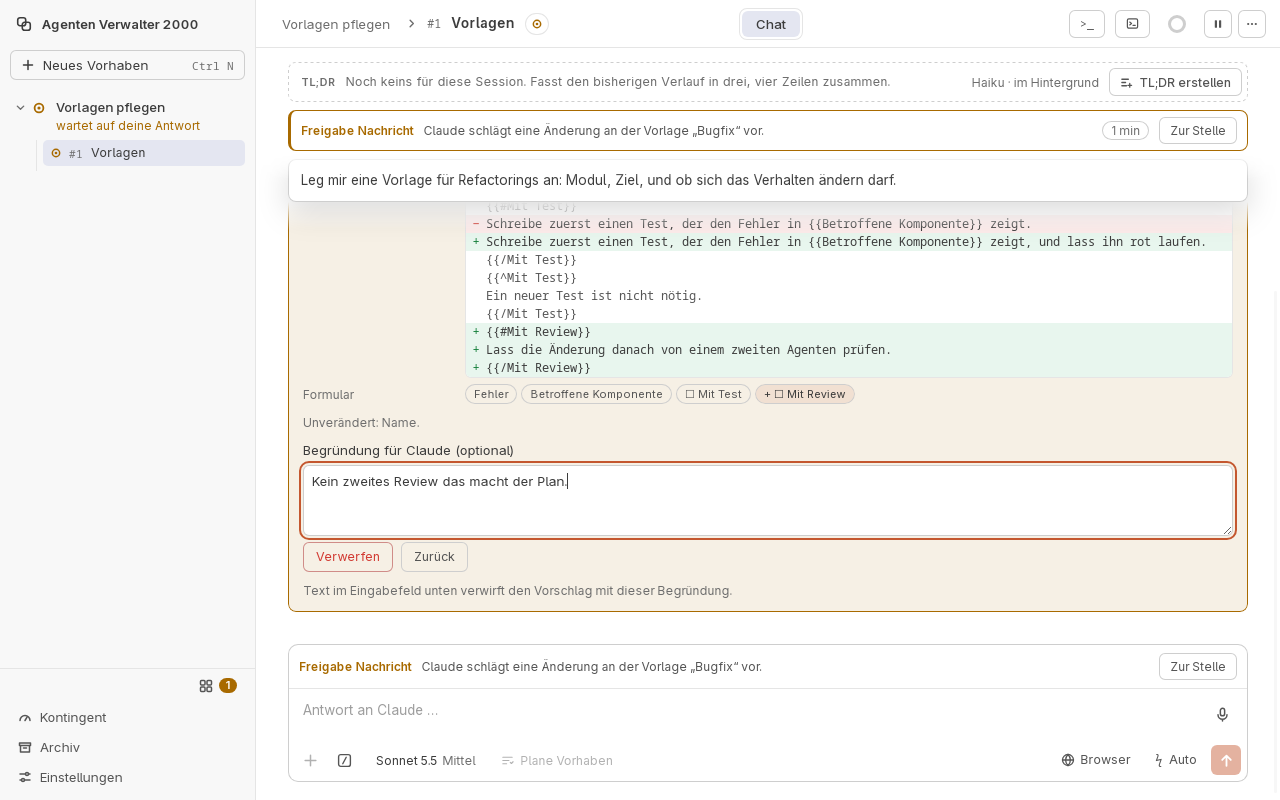 Agenten Verwalter 2000
Neues Vorhaben Ctrl N
Vorlagen pflegen
wartet auf deine Antwort
#1 Vorlagen
1
Kontingent
Archiv
Einstellungen
Vorlagen pflegen #1 Vorlagen
Chat
>_
TL;DR Noch keins für diese Session. Fasst den bisherigen Verlauf in drei, vier Zeilen zusammen. Haiku · im Hintergrund TL;DR erstellen
Freigabe Nachricht Claude schlägt eine Änderung an der Vorlage „Bugfix“ vor. 1 min Zur Stelle
Leg mir eine Vorlage für Refactorings an: Modul, Ziel, und ob sich das Verhalten ändern darf.
{{#Mit Test}}
− Schreibe zuerst einen Test, der den Fehler in {{Betroffene Komponente}} zeigt.
+ Schreibe zuerst einen Test, der den Fehler in {{Betroffene Komponente}} zeigt, und lass ihn rot laufen.
{{/Mit Test}}
{{^Mit Test}}
Ein neuer Test ist nicht nötig.
{{/Mit Test}}
+ {{#Mit Review}}
+ Lass die Änderung danach von einem zweiten Agenten prüfen.
+ {{/Mit Review}}
Formular Fehler Betroffene Komponente ☐ Mit Test + ☐ Mit Review
Unverändert: Name.
Begründung für Claude (optional)
Kein zweites Review das macht der Plan.
Verwerfen Zurück
Text im Eingabefeld unten verwirft den Vorschlag mit dieser Begründung.
Freigabe Nachricht Claude schlägt eine Änderung an der Vorlage „Bugfix“ vor. Zur Stelle
Antwort an Claude …
Sonnet 5.5 Mittel Plane Vorhaben Browser Auto